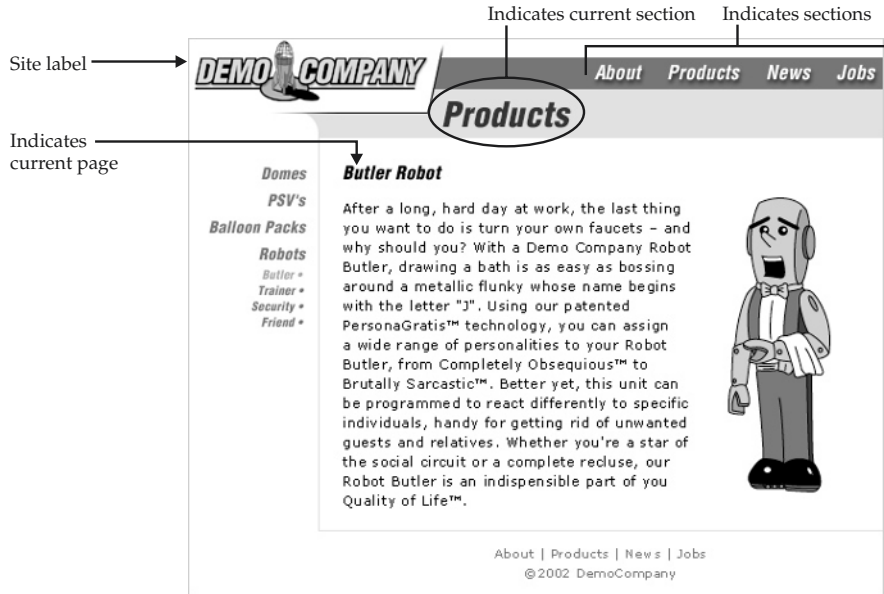 Indicates current section
Indicates sections
Site label
DEMO COMPANY
About Products News Jobs
Products
Indicates
current page
Domes
PSV's
Balloon Packs
Robots
Butler •
Trainer •
Security •
Friend •
Butler Robot
After a long, hard day at work, the last thing
you want to do is turn your own faucets – and
why should you? With a Demo Company Robot
Butler, drawing a bath is as easy as bossing
around a metallic flunky whose name begins
with the letter "J". Using our patented
PersonaGratis™ technology, you can assign
a wide range of personalities to your Robot
Butler, from Completely Obsequious™ to
Brutally Sarcastic™. Better yet, this unit can
be programmed to react differently to specific
individuals, handy for getting rid of unwanted
guests and relatives. Whether you're a star of
the social circuit or a complete recluse, our
Robot Butler is an indispensible part of you
Quality of Life™.
About | Products | News | Jobs
©2002 DemoCompany